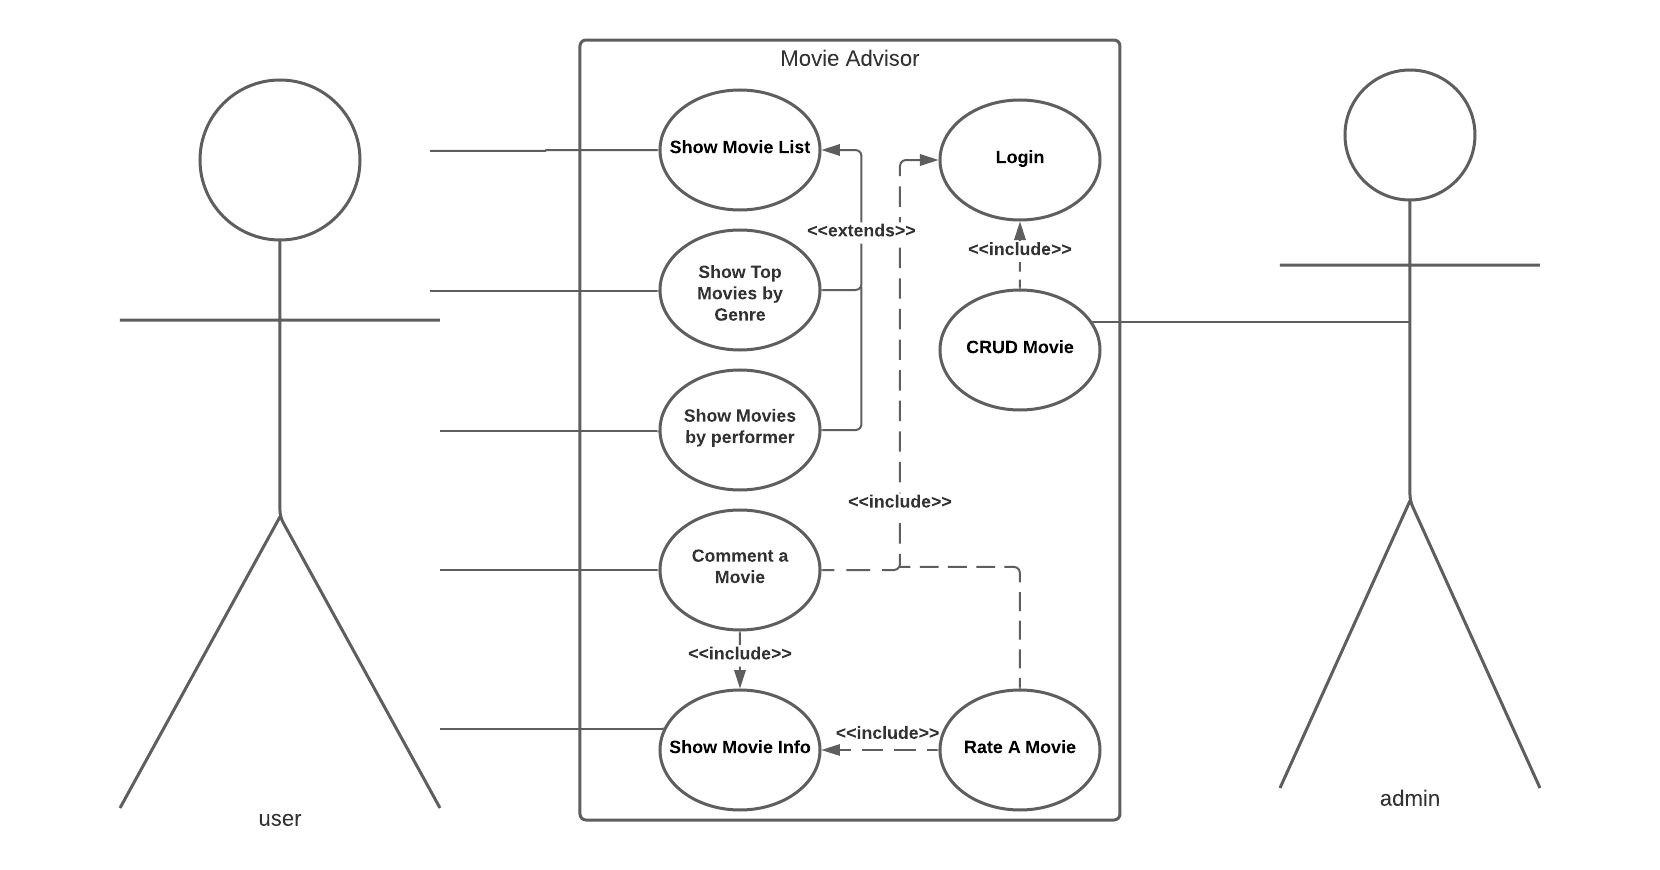 Movie Advisor
Show Movie List
Login
<<extends>>
<<include>>
Show Top
Movies by
Genre
CRUD Movie
Show Movies
by performer
<<include>>
Comment a
Movie
<<include>>
<<include>>
Show Movie Info
Rate A Movie
user
admin